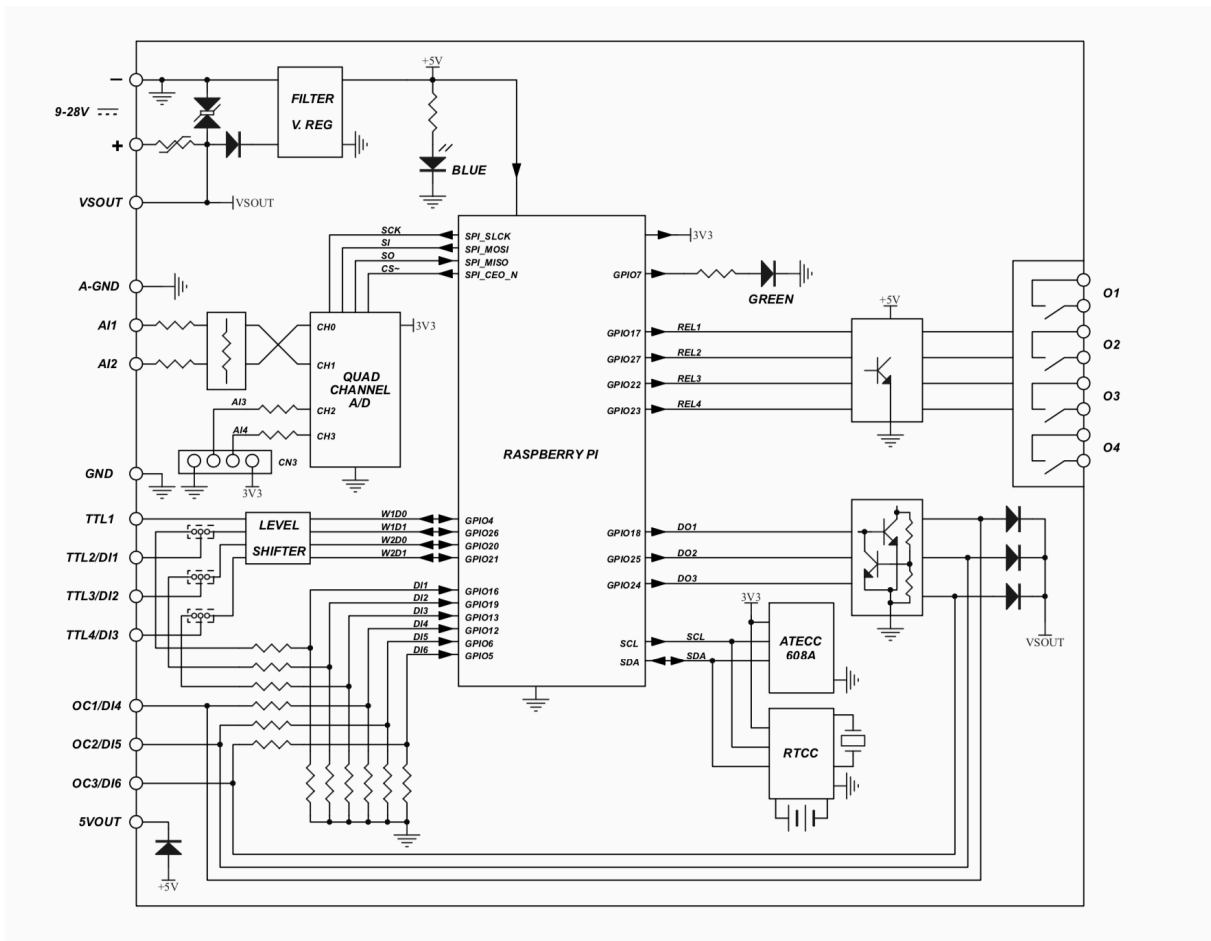 +5V
–
9-28V
+
FILTER
V. REG
BLUE
VSOUT
VSOUT
SCK
SI
SO
CS~
SPI_SLCK
SPI_MOSI
SPI_MISO
SPI_CEO_N
3V3
GPIO7
GREEN
A-GND
AI1
AI2
CH0
CH1
CH2
CH3
3V3
QUAD
CHANNEL
A/D
AI3
AI4
CN3
3V3
GND
RASPBERRY PI
GPIO17
GPIO27
GPIO22
GPIO23
REL1
REL2
REL3
REL4
+5V
O1
O2
O3
O4
TTL1
TTL2/DI1
TTL3/DI2
TTL4/DI3
LEVEL
SHIFTER
W1D0
W1D1
W2D0
W2D1
GPIO4
GPIO26
GPIO20
GPIO21
DI1
DI2
DI3
DI4
DI5
DI6
GPIO16
GPIO19
GPIO13
GPIO12
GPIO6
GPIO5
GPIO18
GPIO25
GPIO24
DO1
DO2
DO3
VSOUT
SCL
SDA
SCL
SDA
3V3
ATECC
608A
RTCC
OC1/DI4
OC2/DI5
OC3/DI6
5VOUT
+5V